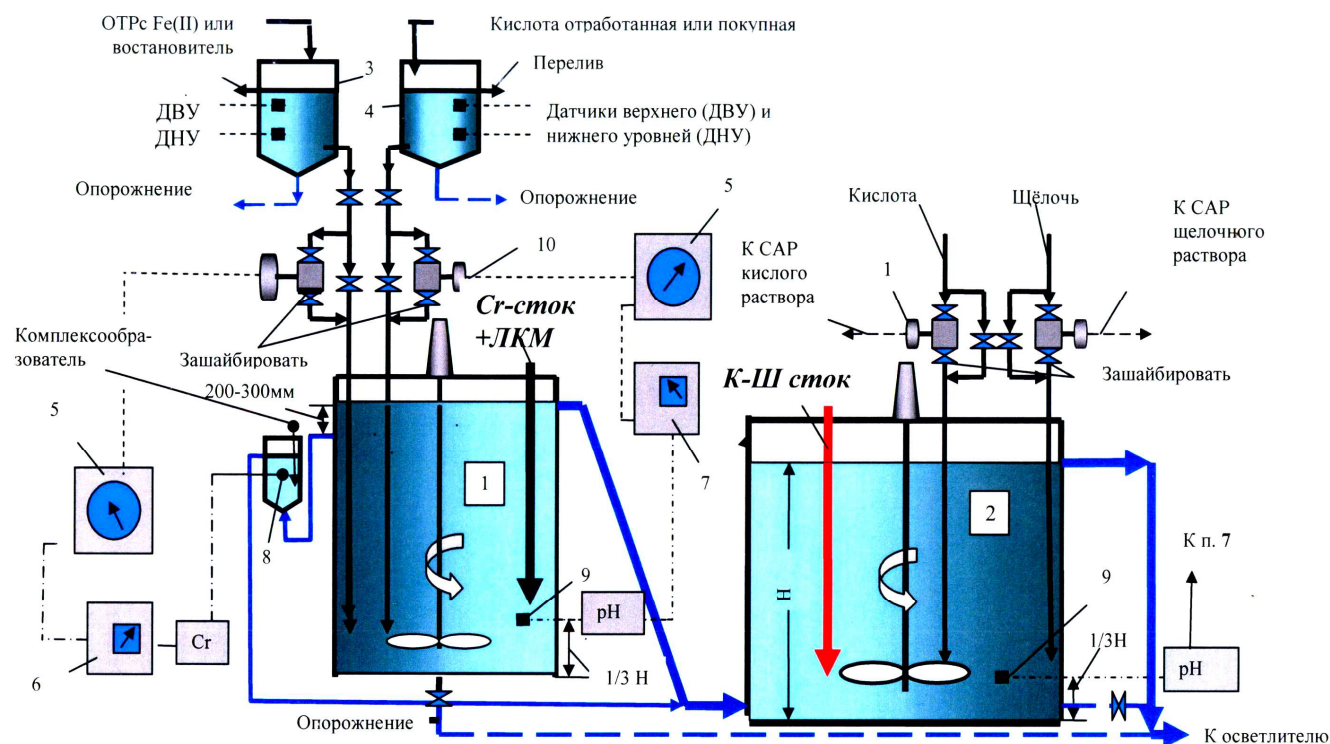 ОТРс Fe(II) или
востановитель
Кислота отработанная или покупная
3
Перелив
ДВУ
ДНУ
4
Датчики верхнего (ДВУ) и
нижнего уровней (ДНУ)
Опорожнение
Опорожнение
5
Кислота
Щёлочь
К САР
щелочного
раствора
10
К САР
кислого
раствора
1
Cr-сток
+ЛКМ
Комплексообра-
зователь
Зашайбировать
Зашайбировать
200-300мм
К-Ш сток
5
7
1
2
8
К п. 7
9
9
H
pH
1/3H
Cr
6
1/3 H
pH
Опорожнение
К осветлителю